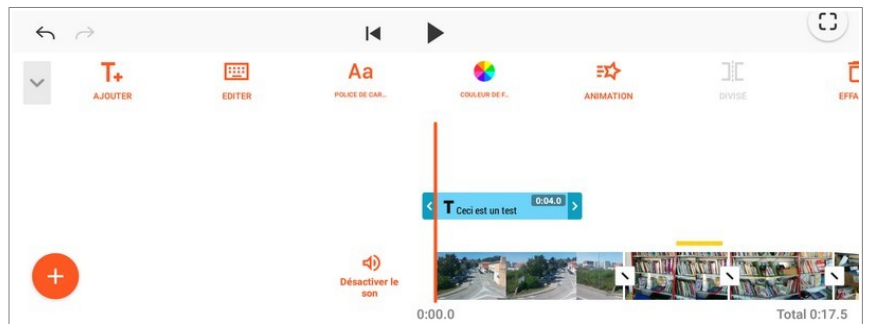 AJOUTER
EDITER
Aa
POLICE DE CAR...
COULEUR DE F...
ANIMATION
DIVISÉ
EFFA
T Ceci est un test
0:04.0
Désactiver le
son
0:00.0
Total 0:17.5